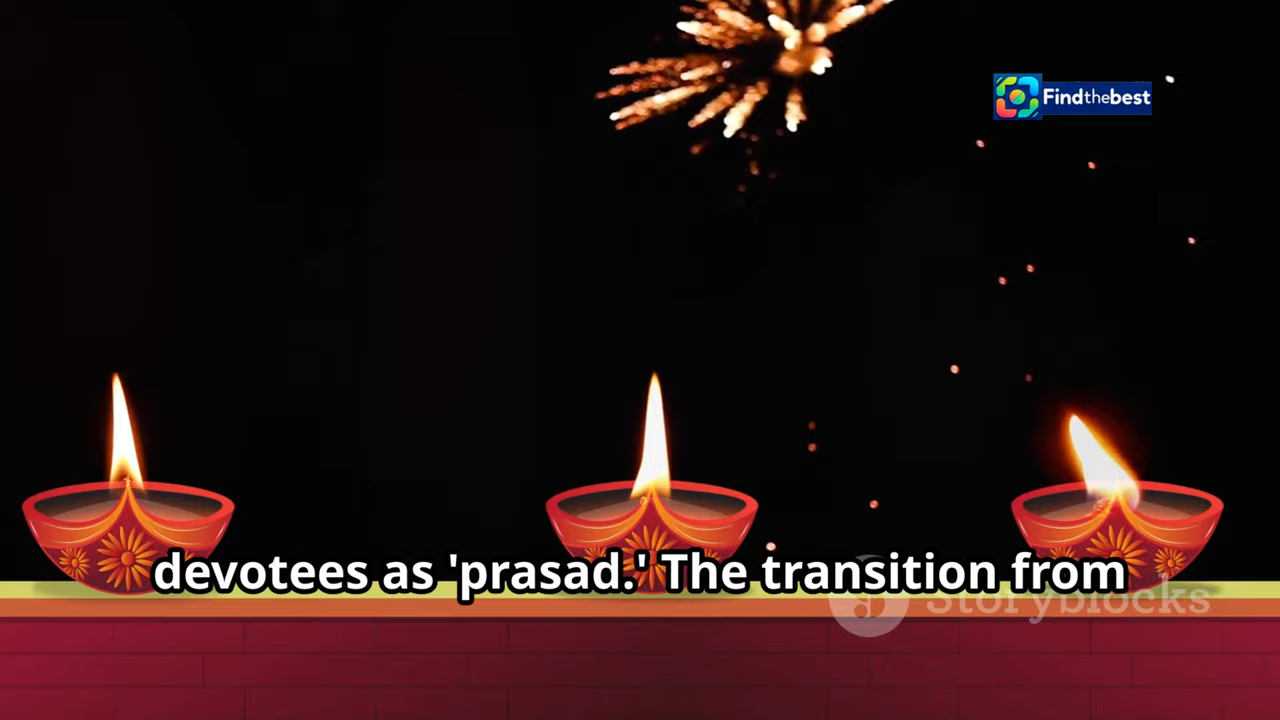 Findthebest
devotees as 'prasad.' The transition from
Storyblocks